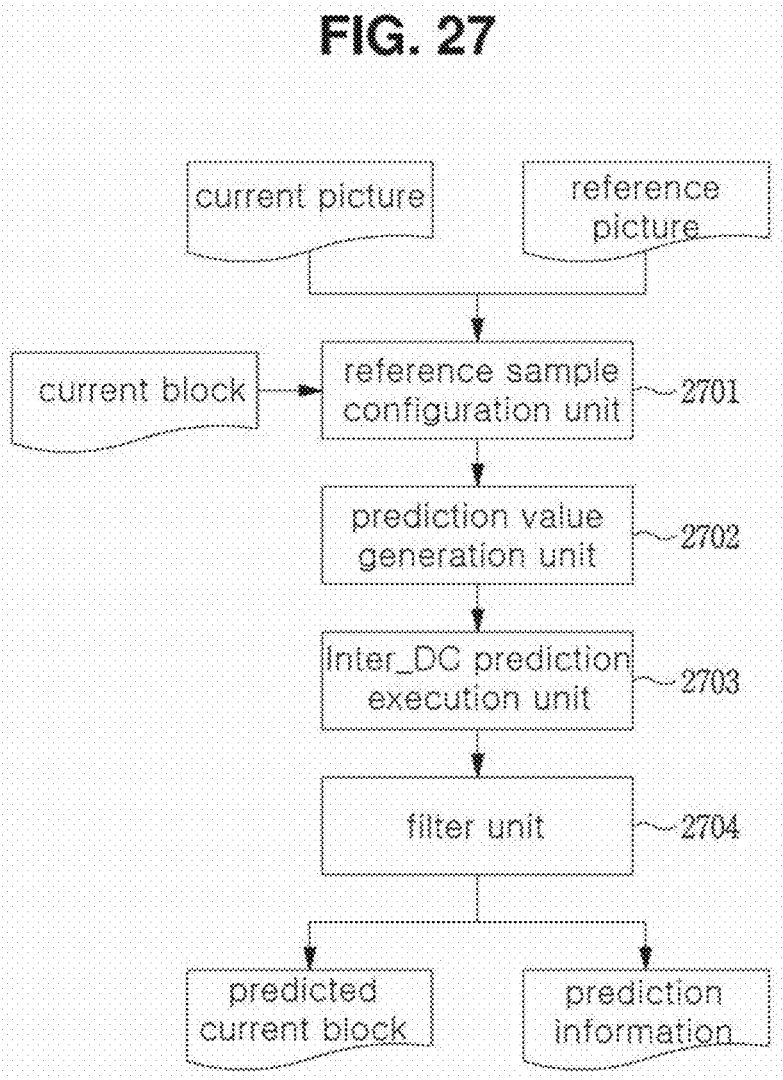 FIG. 27
current picture
reference
picture
current block
reference sample
configuration unit
2701
prediction value
generation unit
2702
Inter_DC prediction
execution unit
2703
filter unit
2704
predicted
current block
prediction
information